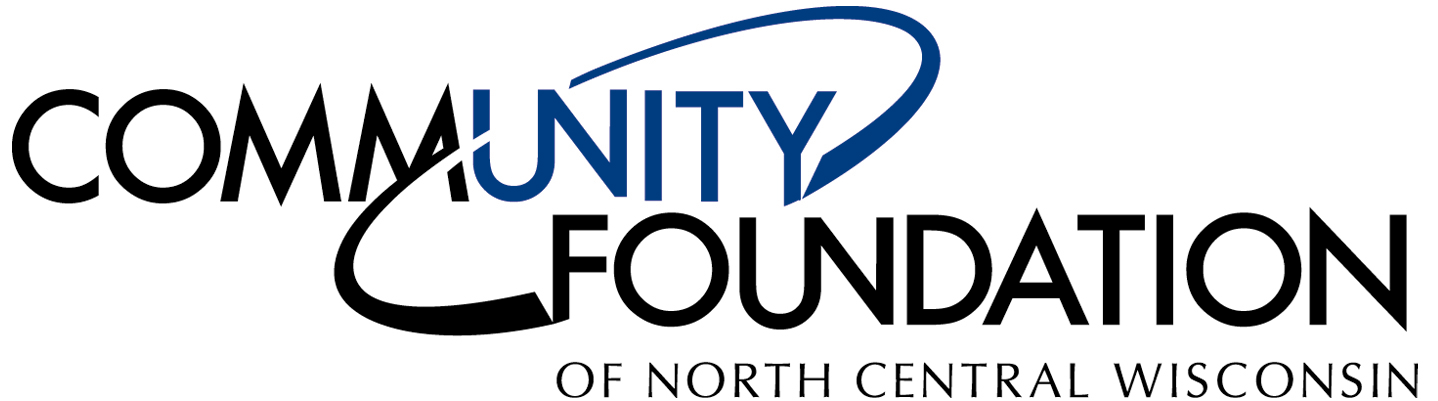 COMMUNITY
FOUNDATION
OF NORTH CENTRAL WISCONSIN